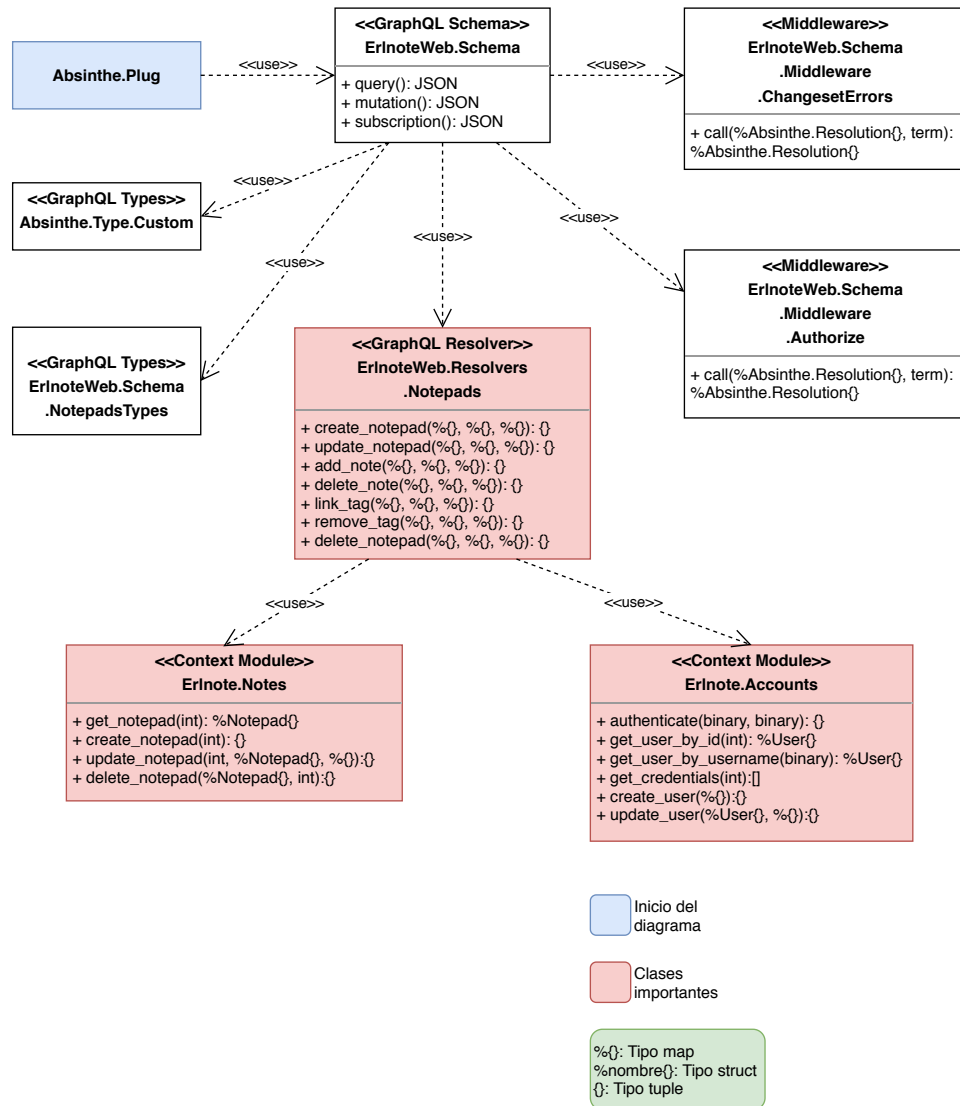 Absinthe.Plug
<<use>>
<<GraphQL Schema>>
ErlnoteWeb.Schema
+ query(): JSON
+ mutation(): JSON
+ subscription(): JSON
<<use>>
<<Middleware>>
ErlnoteWeb.Schema
.Middleware
.ChangesetErrors
+ call(%Absinthe.Resolution{}, term):
%Absinthe.Resolution{}
<<use>>
<<GraphQL Types>>
Absinthe.Type.Custom
<<use>>
<<use>>
<<use>>
<<Middleware>>
ErlnoteWeb.Schema
.Middleware
.Authorize
+ call(%Absinthe.Resolution{}, term):
%Absinthe.Resolution{}
<<GraphQL Types>>
ErlnoteWeb.Schema
.NotepadsTypes
<<GraphQL Resolver>>
ErlnoteWeb.Resolvers
.Notepads
+ create_notepad(%{}, %{}, %{}): {}
+ update_notepad(%{}, %{}, %{}): {}
+ add_note(%{}, %{}, %{}): {}
+ delete_note(%{}, %{}, %{}): {}
+ link_tag(%{}, %{}, %{}): {}
+ remove_tag(%{}, %{}, %{}): {}
+ delete_notepad(%{}, %{}, %{}): {}
<<use>>
<<use>>
<<Context Module>>
Erlnote.Notes
+ get_notepad(int): %Notepad{}
+ create_notepad(int): {}
+ update_notepad(int, %Notepad{}, %{}):{}
+ delete_notepad(%Notepad{}, int):{}
<<Context Module>>
Erlnote.Accounts
+ authenticate(binary, binary): {}
+ get_user_by_id(int): %User{}
+ get_user_by_username(binary): %User{}
+ get_credentials(int):[]
+ create_user(%{}):{}
+ update_user(%User{}, %{}):{}
Inicio del
diagrama
Clases
importantes
%{}: Tipo map
%nombre{}: Tipo struct
{}: Tipo tuple